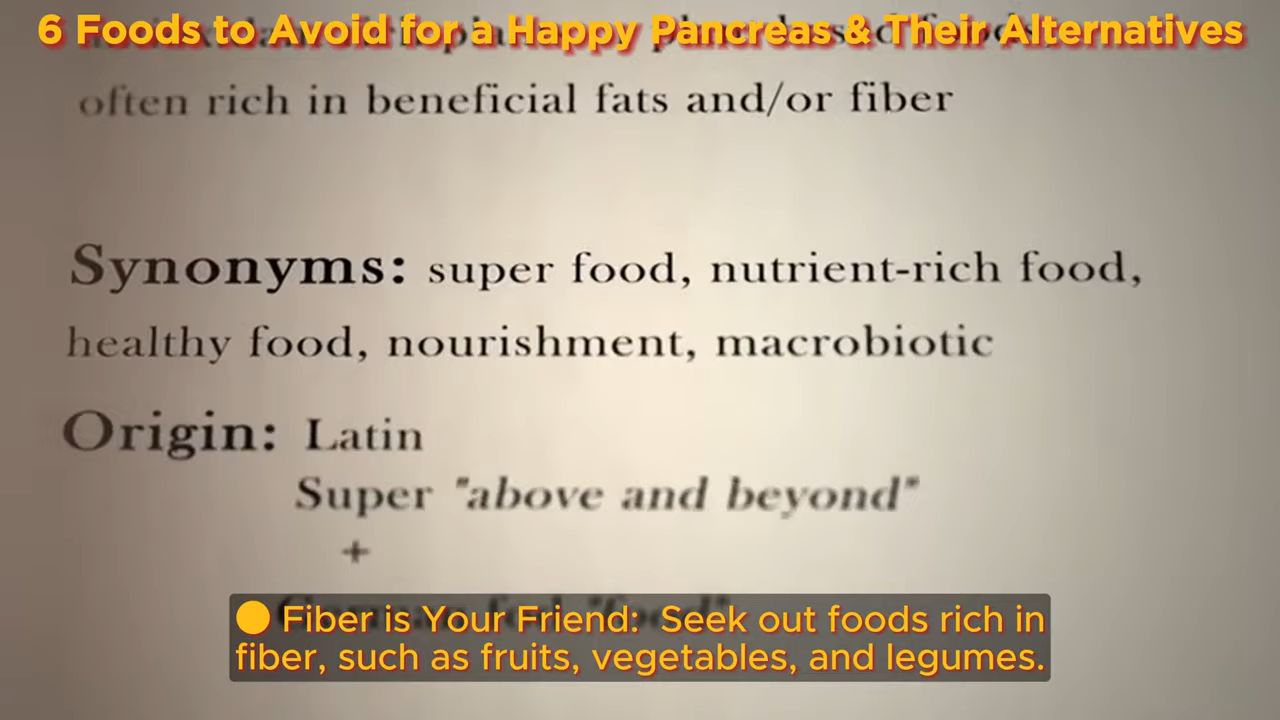 6 Foods to Avoid for a Happy Pancreas & Their Alternatives
often rich in beneficial fats and/or fiber
Synonyms: super food, nutrient-rich food,
healthy food, nourishment, macrobiotic
Origin: Latin
Super "above and beyond"
+
● Fiber is Your Friend: Seek out foods rich in
fiber, such as fruits, vegetables, and legumes.